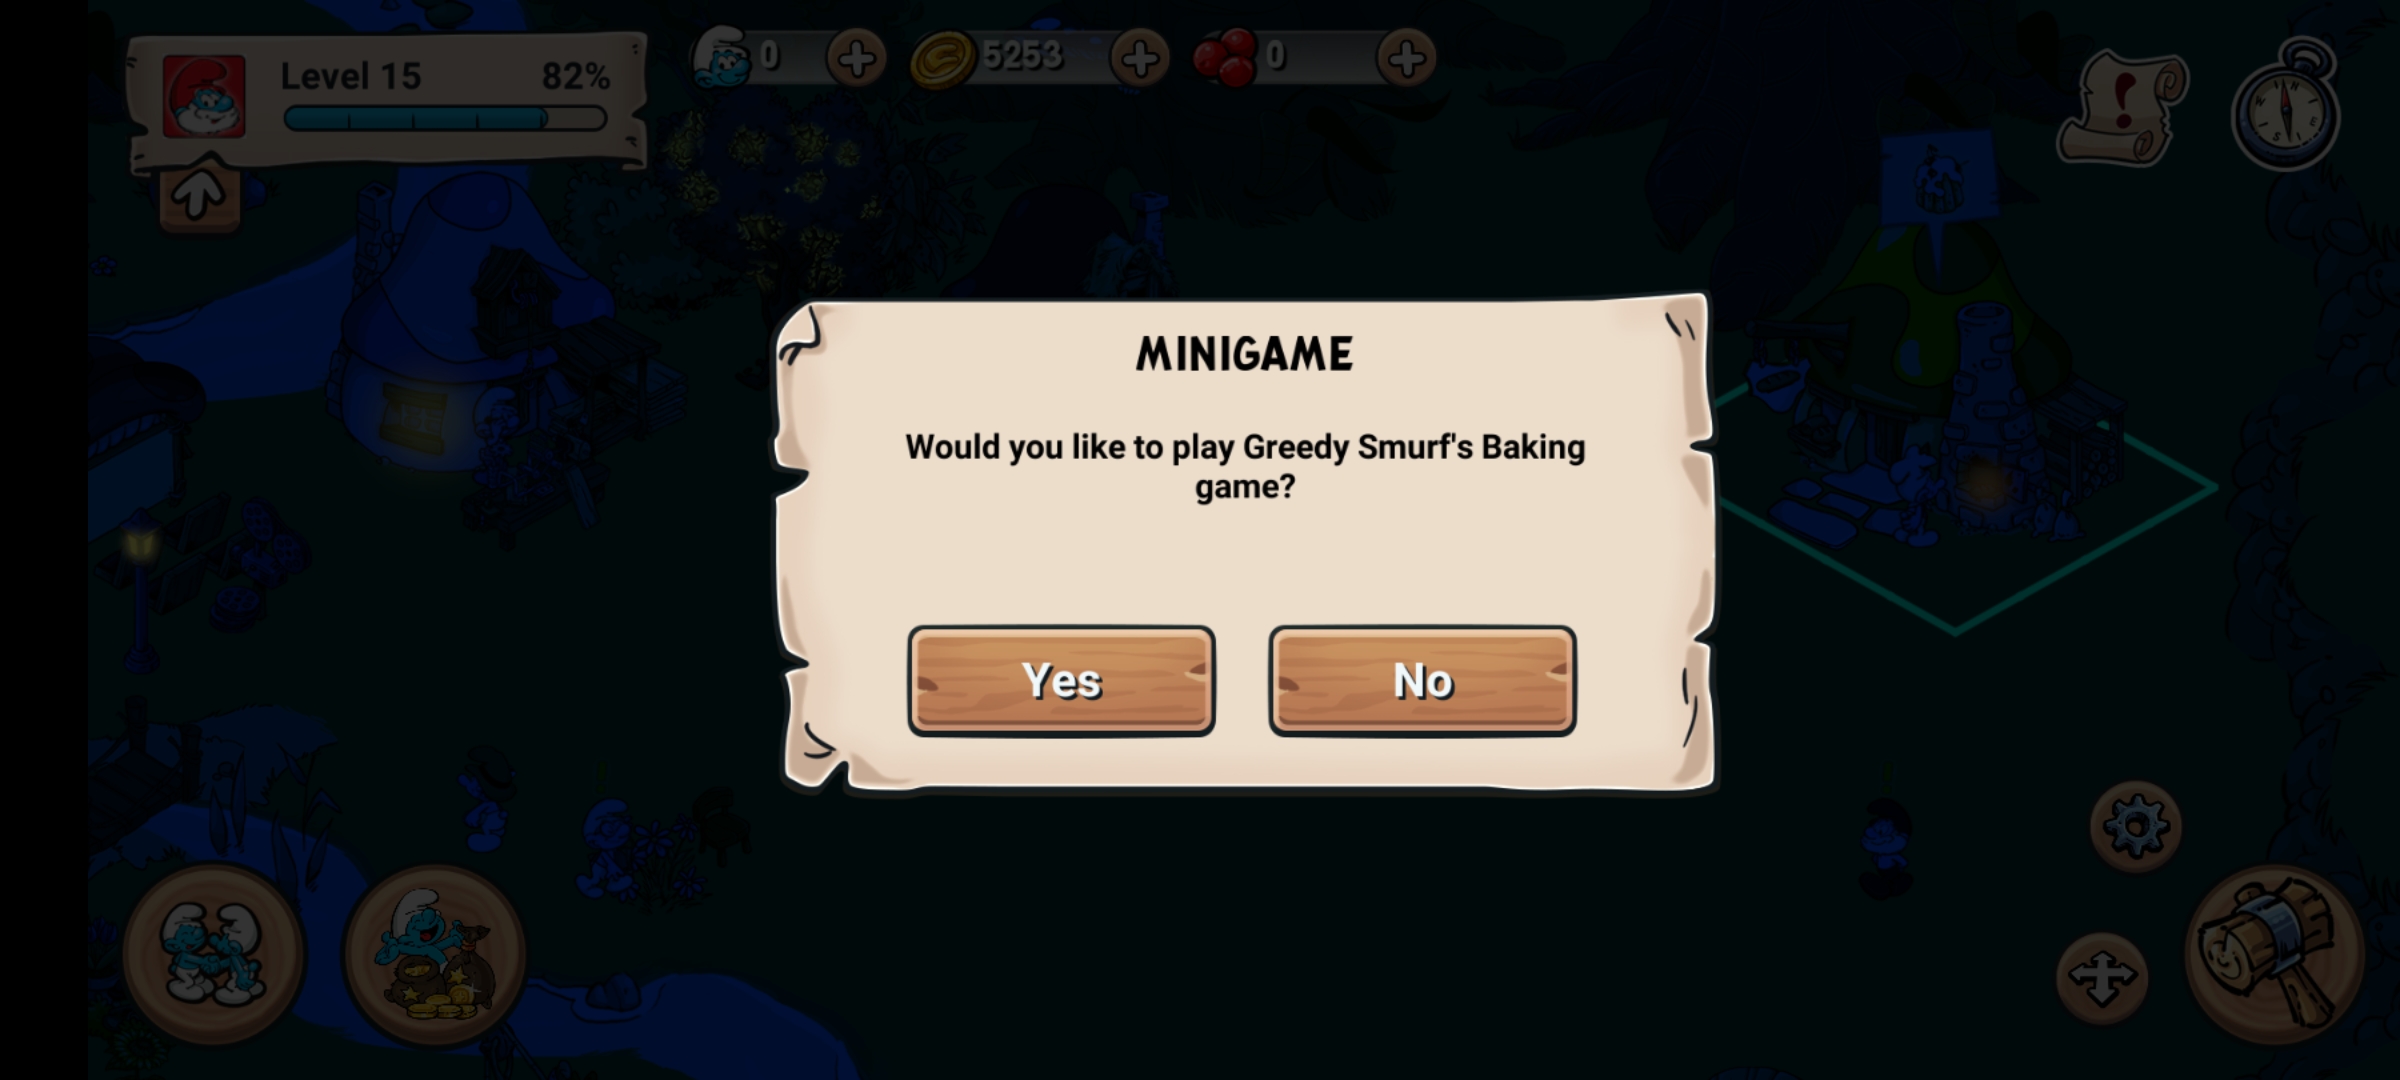 Level 15 82%
0
5253
0
MINIGAME
Would you like to play Greedy Smurf's Baking
game?
Yes
No